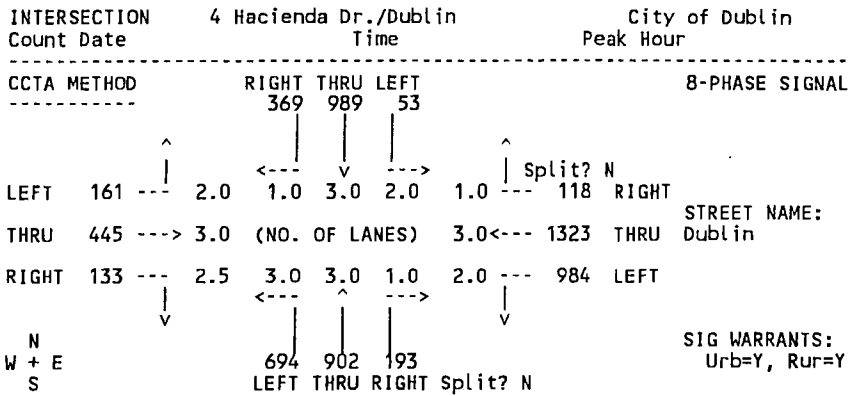 INTERSECTION 4 Hacienda Dr./Dublin City of Dublin
Count Date Time Peak Hour
CCTA METHOD RIGHT THRU LEFT 8-PHASE SIGNAL
----------- 369 989 53
^ ^
<--- v ---> Split? N
LEFT 161 --- 2.0 1.0 3.0 2.0 1.0 --- 118 RIGHT
STREET NAME:
THRU 445 ---> 3.0 (NO. OF LANES) 3.0<--- 1323 THRU Dublin
RIGHT 133 --- 2.5 3.0 3.0 1.0 2.0 --- 984 LEFT
<--- ^ --->
v v
N SIG WARRANTS:
W + E 694 902 193 Urb=Y, Rur=Y
S LEFT THRU RIGHT Split? N